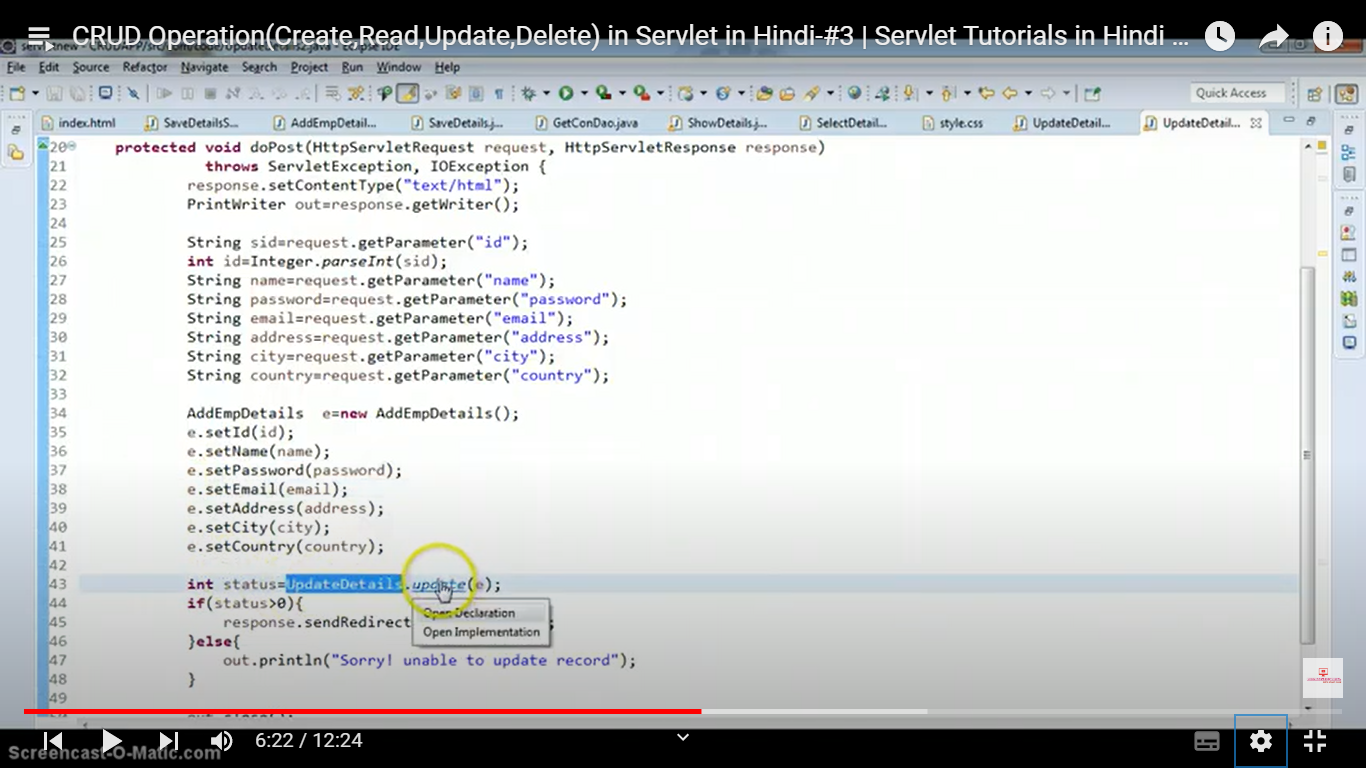 CRUD Operation(Create,Read,Update,Delete) in Servlet in Hindi-#3 | Servlet Tutorials in Hindi ...
File Edit Source Refactor Navigate Search Project Run Window Help
Quick Access
index.html SaveDetailsS... AddEmpDetail... SaveDetails.j... GetConDao.java ShowDetails.j... SelectDetail... style.css UpdateDetail... UpdateDetail...
20 protected void doPost(HttpServletRequest request, HttpServletResponse response)
21 throws ServletException, IOException {
22 response.setContentType("text/html");
23 PrintWriter out=response.getWriter();
24
25 String sid=request.getParameter("id");
26 int id=Integer.parseInt(sid);
27 String name=request.getParameter("name");
28 String password=request.getParameter("password");
29 String email=request.getParameter("email");
30 String address=request.getParameter("address");
31 String city=request.getParameter("city");
32 String country=request.getParameter("country");
33
34 AddEmpDetails e=new AddEmpDetails();
35 e.setId(id);
36 e.setName(name);
37 e.setPassword(password);
38 e.setEmail(email);
39 e.setAddress(address);
40 e.setCity(city);
41 e.setCountry(country);
42
43 int status=UpdateDetails.update(e);
44 if(status>0){
Open Declaration
45 response.sendRedirect
Open Implementation
46 }else{
47 out.println("Sorry! unable to update record");
48 }
49
6:22 / 12:24
Screencast-O-Matic.com